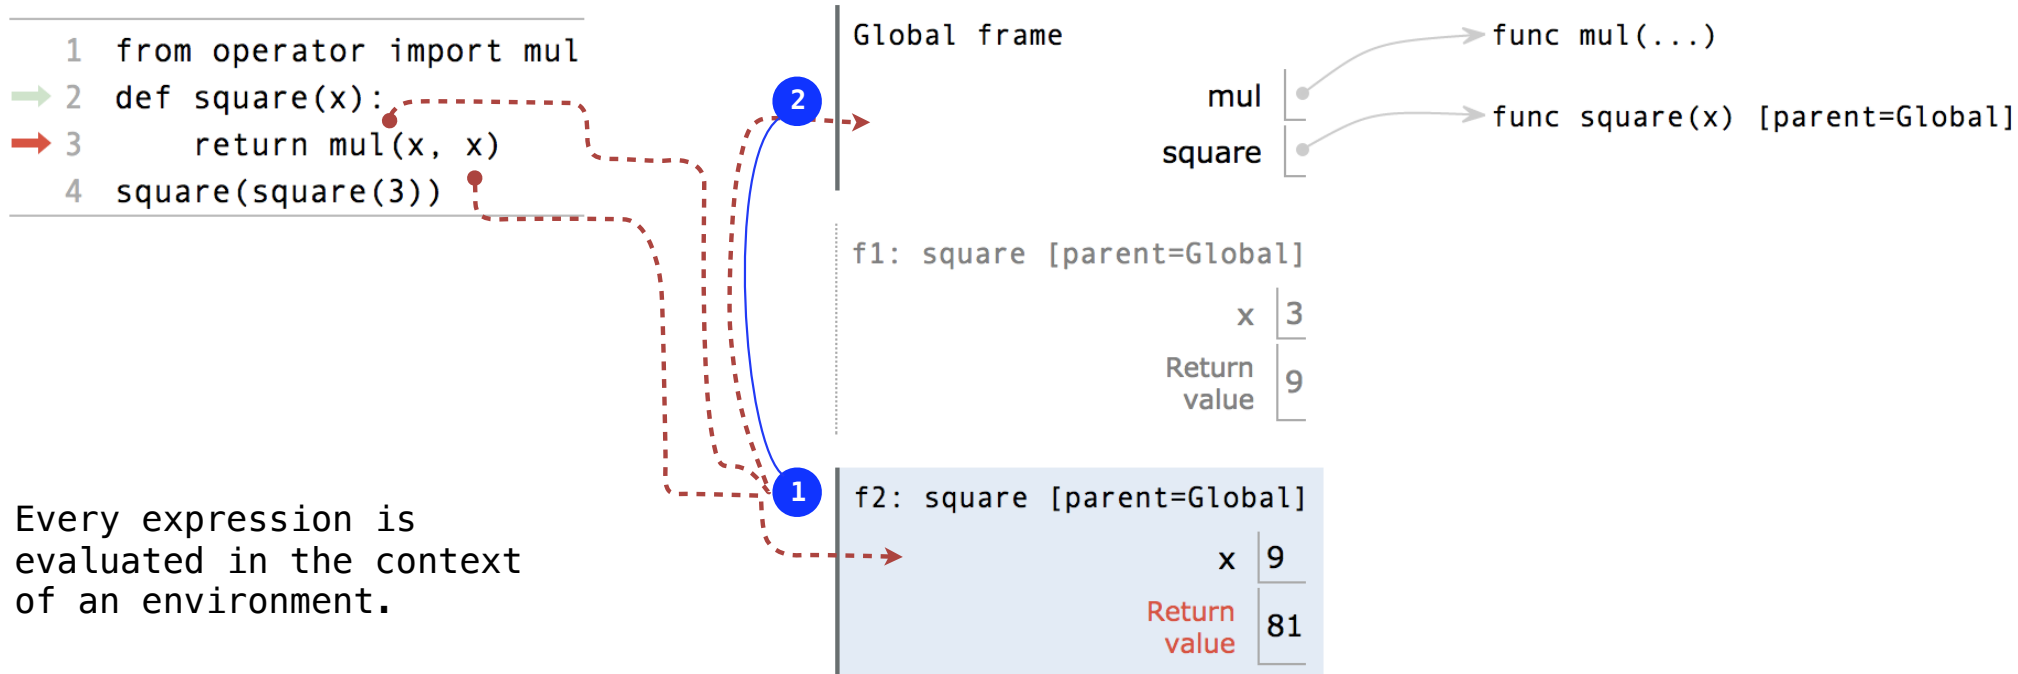 1 from operator import mul
2 def square(x):
3 return mul(x, x)
4 square(square(3))
Every expression is
evaluated in the context
of an environment.
2
1
Global frame
mul
square
func mul(...)
func square(x) [parent=Global]
f1: square [parent=Global]
x 3
Return
value 9
f2: square [parent=Global]
x 9
Return
value 81